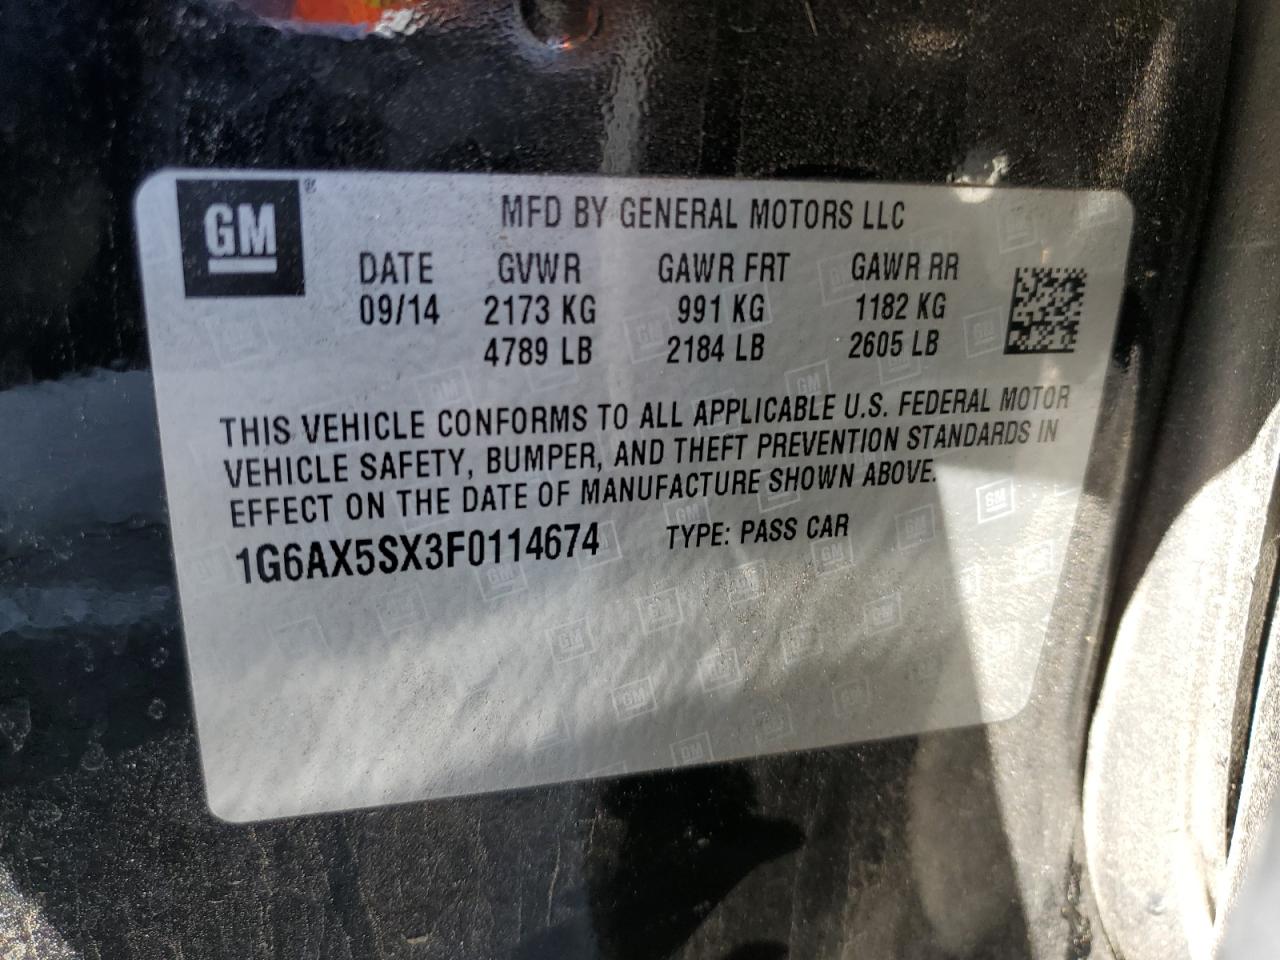 GM ®
MFD BY GENERAL MOTORS LLC
DATE GVWR GAWR FRT GAWR RR
09/14 2173 KG 991 KG 1182 KG
4789 LB 2184 LB 2605 LB
THIS VEHICLE CONFORMS TO ALL APPLICABLE U.S. FEDERAL MOTOR
VEHICLE SAFETY, BUMPER, AND THEFT PREVENTION STANDARDS IN
EFFECT ON THE DATE OF MANUFACTURE SHOWN ABOVE.
1G6AX5SX3F0114674 TYPE: PASS CAR